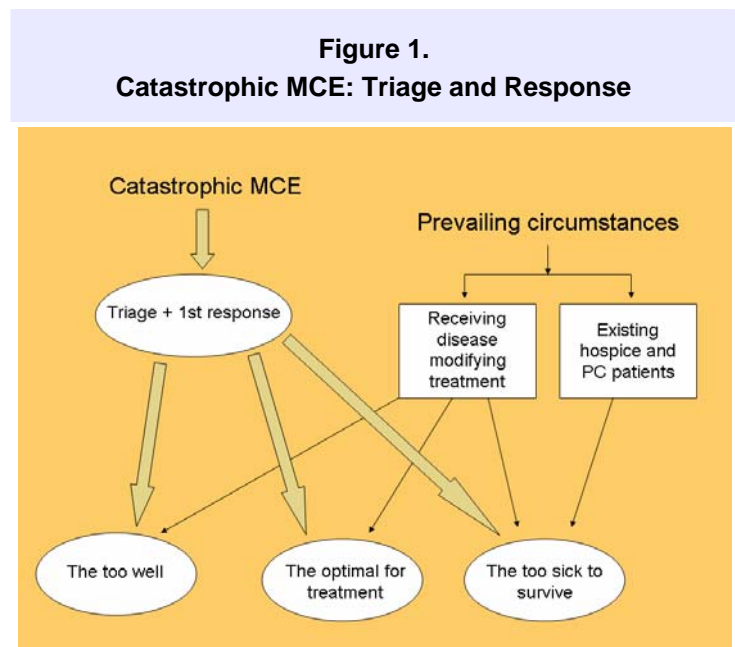 Figure 1.
Catastrophic MCE: Triage and Response
Catastrophic MCE
Prevailing circumstances
Triage + 1st response
Receiving
disease
modifying
treatment
Existing
hospice and
PC patients
The too well
The optimal for
treatment
The too sick to
survive